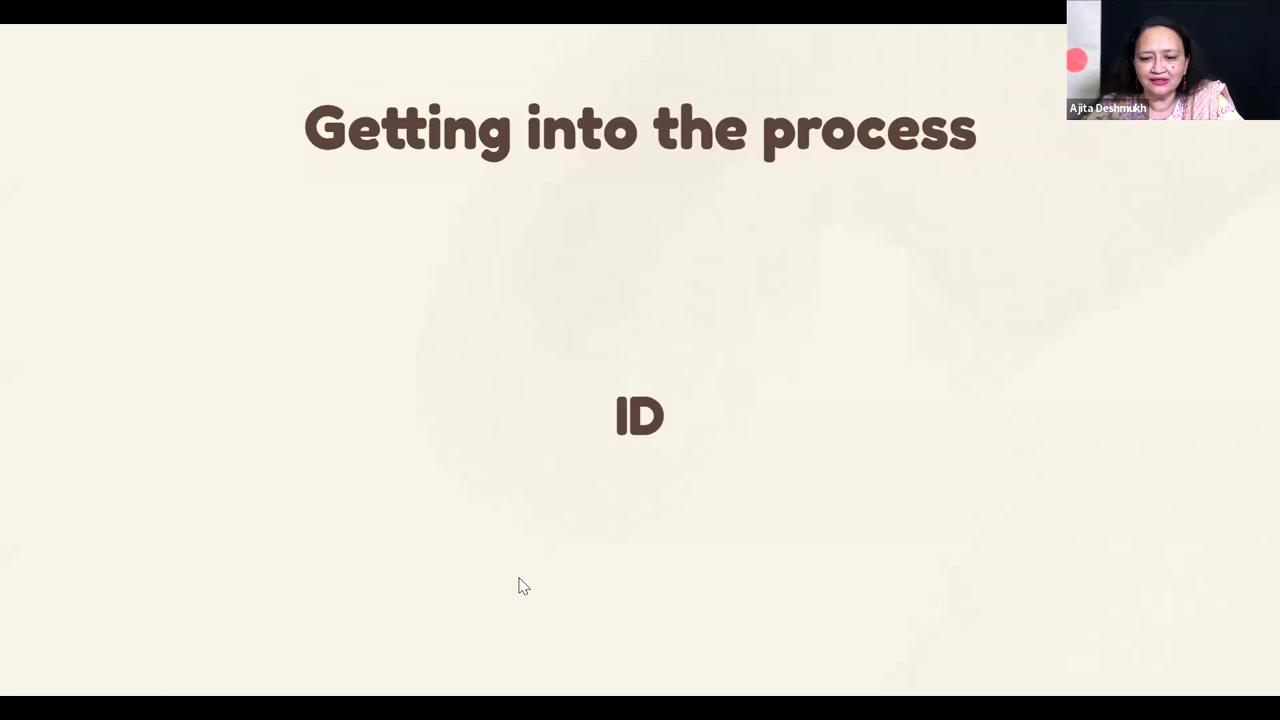 Getting into the process
Ajita Deshmukh
ID